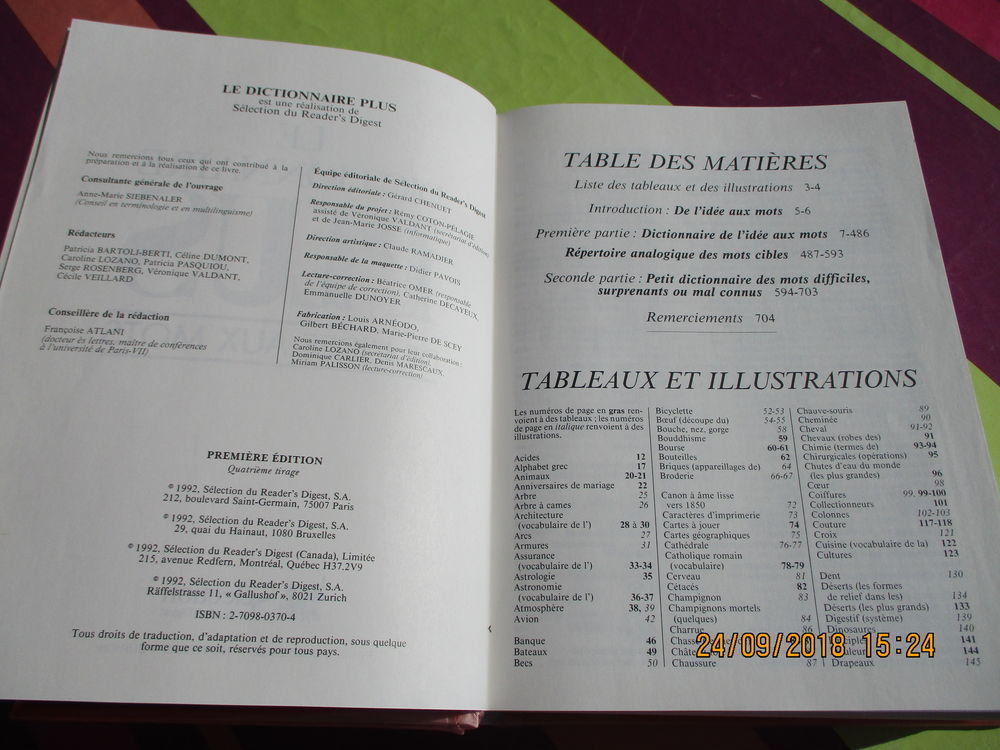 LE DICTIONNAIRE PLUS
est une réalisation de
Sélection du Reader's Digest
Nous remercions tous ceux qui ont contribué à la
préparation et à la réalisation de ce livre.
Consultante générale de l'ouvrage
Anne-Marie SIEBENALER
(Conseil en terminologie et en multilinguisme)
Rédacteurs
Patricia BARTOLI-BERTI, Céline DUMONT,
Caroline LOZANO, Patricia PASQUIOU,
Serge ROSENBERG, Véronique VALDANT,
Cécile VEILLARD
Conseillère de la rédaction
Françoise ATLANI
(docteur ès lettres, maître de conférences
à l'université de Paris-VII)
Équipe éditoriale de Sélection du Reader's Digest
Direction éditoriale : Gérard CHENUET
Responsable du projet : Rémy COTON-PÉLAGIE
assisté de Véronique VALDANT (secrétariat d'édition)
et de Jean-Marie JOSSE (informatique)
Direction artistique : Claude RAMADIER
Responsable de la maquette : Didier PAVOIS
Lecture-correction : Béatrice OMER (responsable
de l'équipe de correction), Catherine DECAYEUX,
Emmanuelle DUNOYER
Fabrication : Louis ARNÉODO,
Gilbert BÉCHARD, Marie-Pierre DE SCEY
Nous remercions également pour leur collaboration :
Caroline LOZANO (secrétariat d'édition),
Dominique CARLIER, Denis MARESCAUX,
Miriam PALISSON (lecture-correction)
PREMIÈRE ÉDITION
Quatrième tirage
© 1992, Sélection du Reader's Digest, S.A.
212, boulevard Saint-Germain, 75007 Paris
© 1992, Sélection du Reader's Digest, S.A.
29, quai du Hainaut, 1080 Bruxelles
© 1992, Sélection du Reader's Digest (Canada), Limitée
215, avenue Redfern, Montréal, Québec H37.2V9
© 1992, Sélection du Reader's Digest, S.A.
Räffelstrasse 11, « Gallushof », 8021 Zurich
ISBN : 2-7098-0370-4
Tous droits de traduction, d'adaptation et de reproduction, sous quelque
forme que ce soit, réservés pour tous pays.
TABLE DES MATIÈRES
Liste des tableaux et des illustrations 3-4
Introduction : De l'idée aux mots 5-6
Première partie : Dictionnaire de l'idée aux mots 7-486
Répertoire analogique des mots cibles 487-593
Seconde partie : Petit dictionnaire des mots difficiles,
surprenants ou mal connus 594-703
Remerciements 704
TABLEAUX ET ILLUSTRATIONS
Les numéros de page en gras ren-
voient à des tableaux ; les numéros
de page en italique renvoient à des
illustrations.
Acides 12
Alphabet grec 17
Animaux 20-21
Anniversaires de mariage 22
Arbre 25
Arbre à cames 26
Architecture
(vocabulaire de l') 28 à 30
Arcs 27
Armures 31
Assurance
(vocabulaire de l') 33-34
Astrologie 35
Astronomie
(vocabulaire de l') 36-37
Atmosphère 38, 39
Avion 42
Banque 46
Bateaux 49
Becs 50
Bicyclette 52-53
Bœuf (découpe du) 54-55
Bouche, nez, gorge 58
Bouddhisme 59
Bourse 60-61
Bouteilles 62
Briques (appareillages de) 64
Broderie 66-67
Canon à âme lisse
vers 1850 72
Caractères d'imprimerie 73
Cartes à jouer 74
Cartes géographiques 75
Cathédrale 76-77
Catholique romain
(vocabulaire) 78-79
Cerveau 81
Cétacés 82
Champignon 83
Champignons mortels
(quelques) 84
Charrue 86
Chaussure 87
Chauve-souris 89
Cheminée 90
Cheval 91-92
Chevaux (robes des) 91
Chimie (termes de) 93-94
Chirurgicales (opérations) 95
Chutes d'eau du monde
(les plus grandes) 96
Cœur 98
Coiffures 99, 99-100
Collectionneurs 101
Colonnes 102-103
Couture 117-118
Croix 121
Cuisine (vocabulaire de la) 122
Cultures 123
Dent 130
Déserts (les formes
de relief dans les) 134
Déserts (les plus grands) 133
Digestif (système) 139
Dinosaures 140
141
144
Drapeaux 145
24/09/2018 15:24